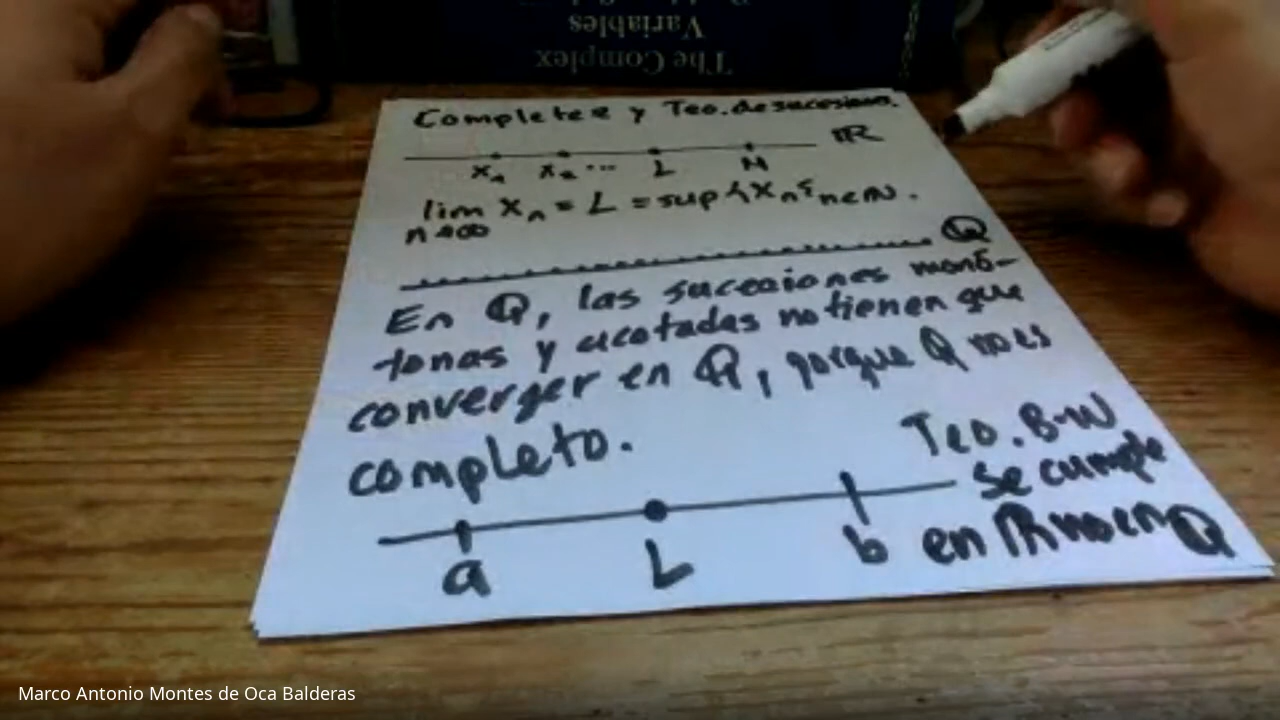 The Complex
Variables
Completez y Teo. de sucesiones.
ℝ
x₁ x₂ ... L M
lim xₙ = L = sup{xₙ}n∈ℕ.
n→∞
ℚ
En ℚ, las sucesiones monó-
tonas y acotadas no tienen que
converger en ℚ, porque ℚ no es
completo.
Teo. B-W
se cumple
en ℝ no en ℚ
a L b
Marco Antonio Montes de Oca Balderas